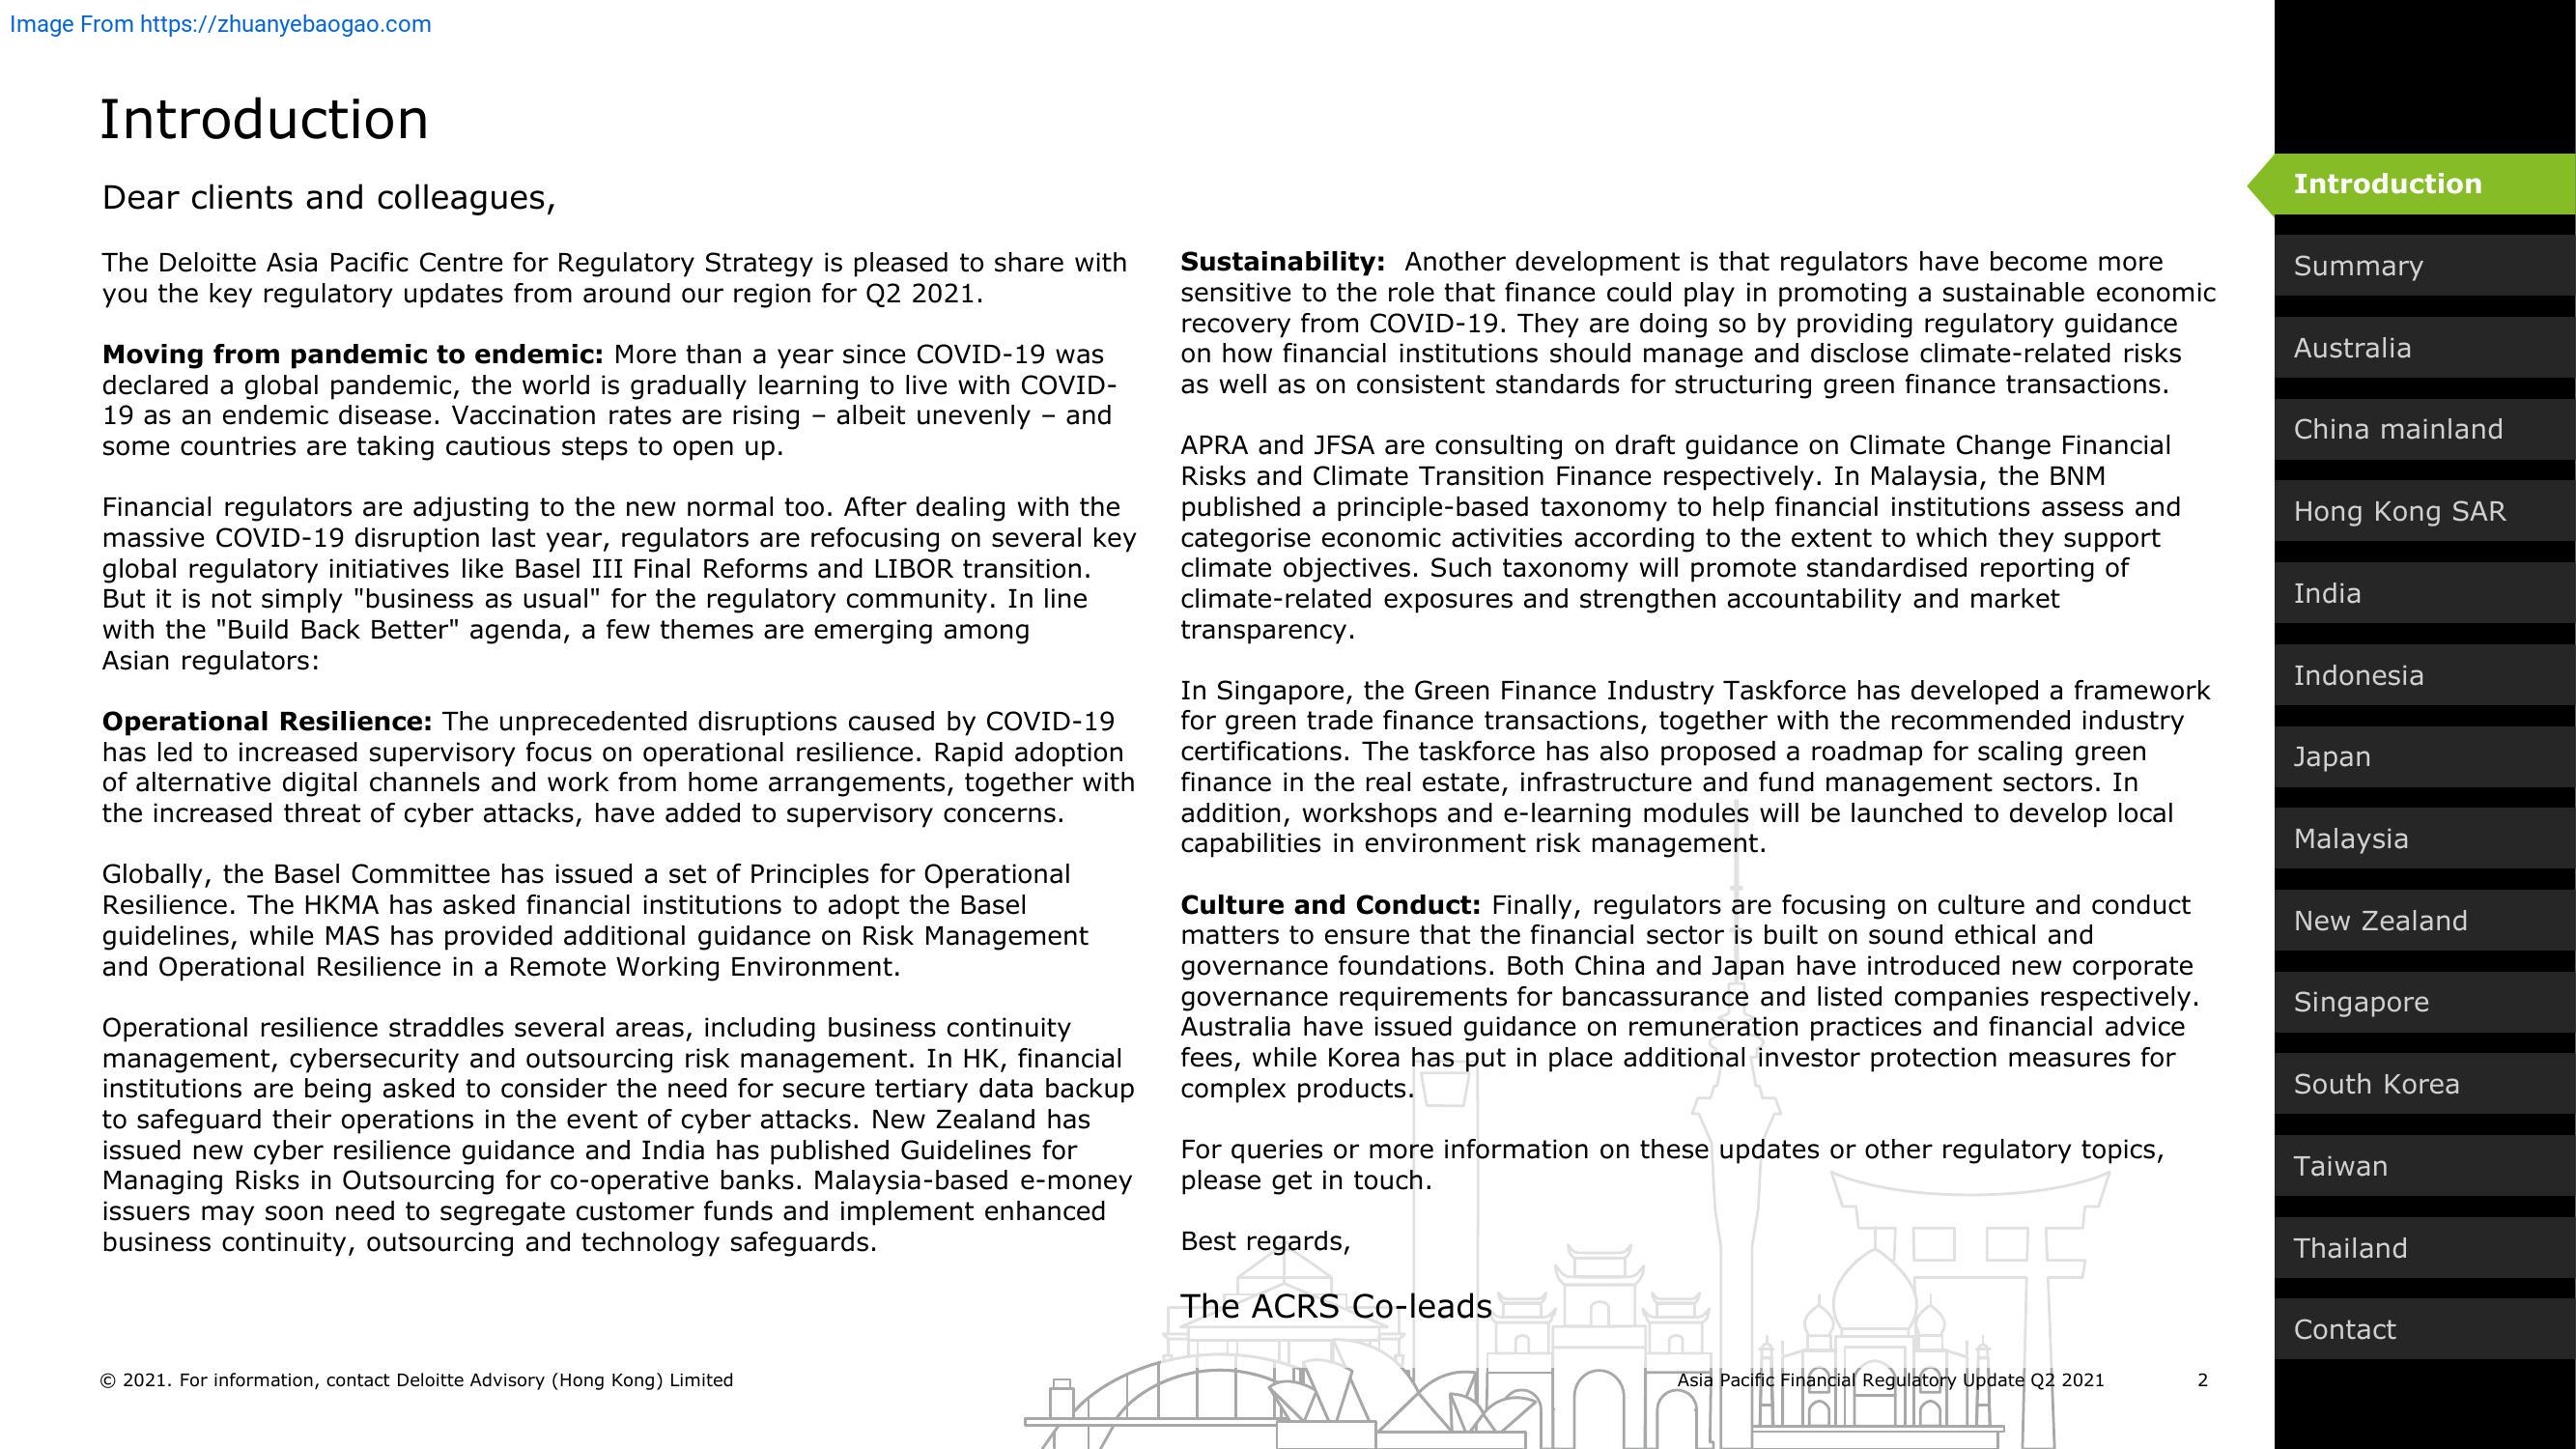 Image From https://zhuanyebaogao.com
Introduction
Dear clients and colleagues,
The Deloitte Asia Pacific Centre for Regulatory Strategy is pleased to share with
you the key regulatory updates from around our region for Q2 2021.
Moving from pandemic to endemic: More than a year since COVID-19 was
declared a global pandemic, the world is gradually learning to live with COVID-
19 as an endemic disease. Vaccination rates are rising – albeit unevenly – and
some countries are taking cautious steps to open up.
Financial regulators are adjusting to the new normal too. After dealing with the
massive COVID-19 disruption last year, regulators are refocusing on several key
global regulatory initiatives like Basel III Final Reforms and LIBOR transition.
But it is not simply "business as usual" for the regulatory community. In line
with the "Build Back Better" agenda, a few themes are emerging among
Asian regulators:
Operational Resilience: The unprecedented disruptions caused by COVID-19
has led to increased supervisory focus on operational resilience. Rapid adoption
of alternative digital channels and work from home arrangements, together with
the increased threat of cyber attacks, have added to supervisory concerns.
Globally, the Basel Committee has issued a set of Principles for Operational
Resilience. The HKMA has asked financial institutions to adopt the Basel
guidelines, while MAS has provided additional guidance on Risk Management
and Operational Resilience in a Remote Working Environment.
Operational resilience straddles several areas, including business continuity
management, cybersecurity and outsourcing risk management. In HK, financial
institutions are being asked to consider the need for secure tertiary data backup
to safeguard their operations in the event of cyber attacks. New Zealand has
issued new cyber resilience guidance and India has published Guidelines for
Managing Risks in Outsourcing for co-operative banks. Malaysia-based e-money
issuers may soon need to segregate customer funds and implement enhanced
business continuity, outsourcing and technology safeguards.
Sustainability: Another development is that regulators have become more
sensitive to the role that finance could play in promoting a sustainable economic
recovery from COVID-19. They are doing so by providing regulatory guidance
on how financial institutions should manage and disclose climate-related risks
as well as on consistent standards for structuring green finance transactions.
APRA and JFSA are consulting on draft guidance on Climate Change Financial
Risks and Climate Transition Finance respectively. In Malaysia, the BNM
published a principle-based taxonomy to help financial institutions assess and
categorise economic activities according to the extent to which they support
climate objectives. Such taxonomy will promote standardised reporting of
climate-related exposures and strengthen accountability and market
transparency.
In Singapore, the Green Finance Industry Taskforce has developed a framework
for green trade finance transactions, together with the recommended industry
certifications. The taskforce has also proposed a roadmap for scaling green
finance in the real estate, infrastructure and fund management sectors. In
addition, workshops and e-learning modules will be launched to develop local
capabilities in environment risk management.
Culture and Conduct: Finally, regulators are focusing on culture and conduct
matters to ensure that the financial sector is built on sound ethical and
governance foundations. Both China and Japan have introduced new corporate
governance requirements for bancassurance and listed companies respectively.
Australia have issued guidance on remuneration practices and financial advice
fees, while Korea has put in place additional investor protection measures for
complex products.
For queries or more information on these updates or other regulatory topics,
please get in touch.
Best regards,
The ACRS Co-leads
Introduction
Summary
Australia
China mainland
Hong Kong SAR
India
Indonesia
Japan
Malaysia
New Zealand
Singapore
South Korea
Taiwan
Thailand
Contact
© 2021. For information, contact Deloitte Advisory (Hong Kong) Limited
Asia Pacific Financial Regulatory Update Q2 2021
2